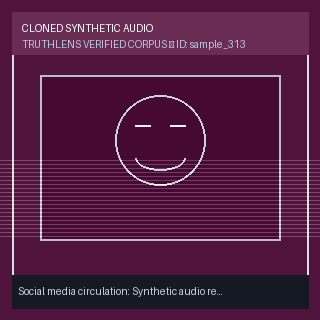 CLONED SYNTHETIC AUDIO
TRUTHLENS VERIFIED CORPUS ID: sample_313
Social media circulation: Synthetic audio re...